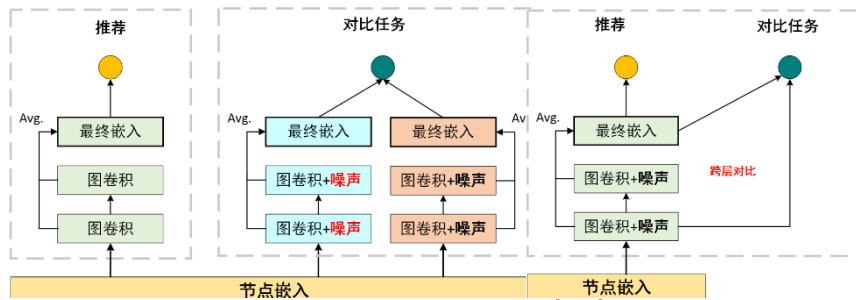 推荐
Avg.
最终嵌入
图卷积
图卷积
对比任务
Avg.
最终嵌入
最终嵌入
Av
图卷积+噪声
图卷积+噪声
图卷积+噪声
图卷积+噪声
节点嵌入
推荐
对比任务
Avg.
最终嵌入
图卷积+噪声
跨层对比
图卷积+噪声
节点嵌入